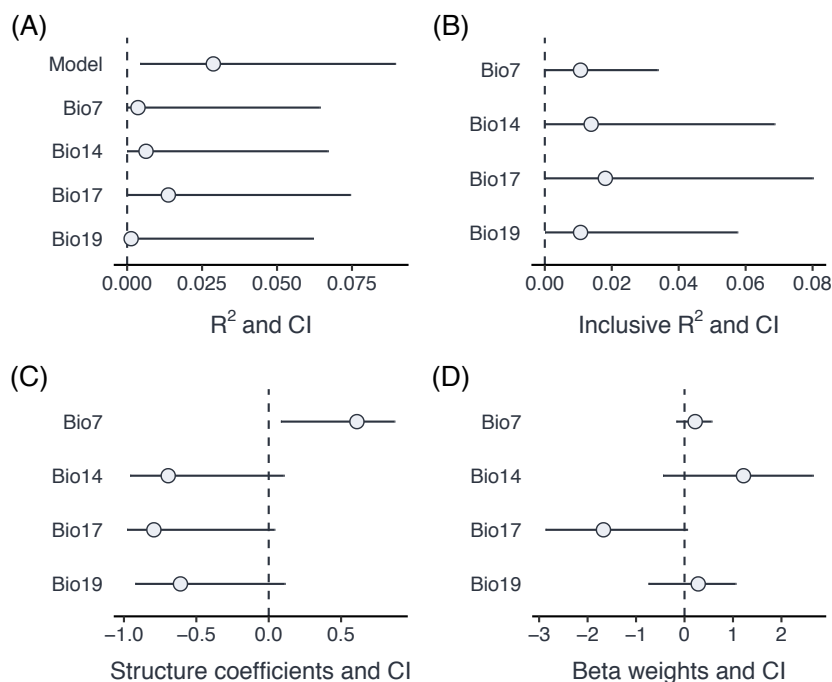 (A)
Model
Bio7
Bio14
Bio17
Bio19
0.000 0.025 0.050 0.075
R² and CI
(B)
Bio7
Bio14
Bio17
Bio19
0.00 0.02 0.04 0.06 0.08
Inclusive R² and CI
(C)
Bio7
Bio14
Bio17
Bio19
−1.0 −0.5 0.0 0.5
Structure coefficients and CI
(D)
Bio7
Bio14
Bio17
Bio19
−3 −2 −1 0 1 2
Beta weights and CI